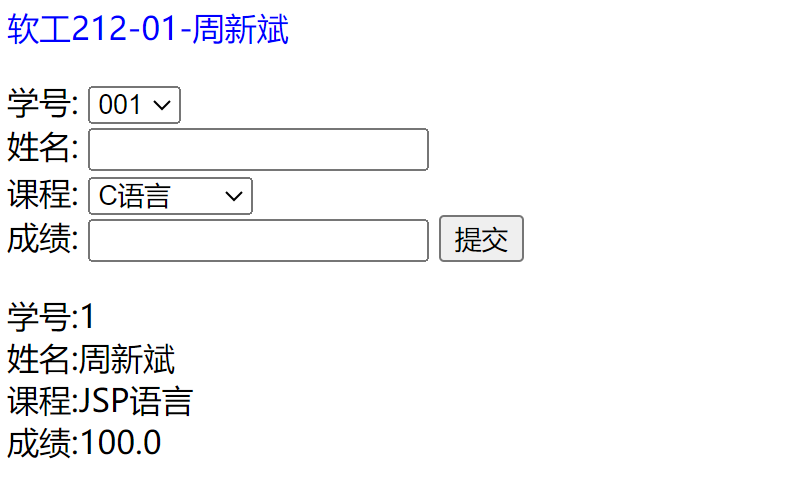 软工212-01-周新斌
学号: 001
姓名:
课程: C语言
成绩: 提交
学号:1
姓名:周新斌
课程:JSP语言
成绩:100.0